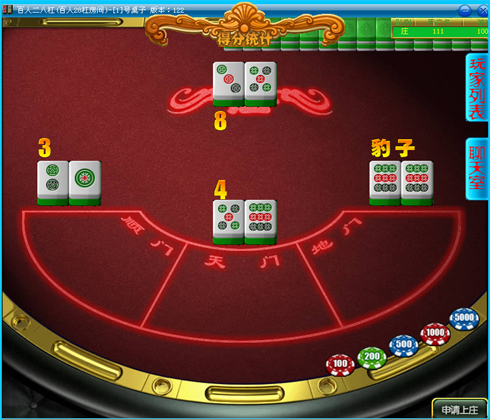 百人二八杠(百人28杠房间)-[1]号桌子 版本:122
得分统计
庄 111 100
玩家列表
聊天室
8
3
豹子
4
顺门
天门
地门
100
200
500
1000
5000
申请上庄